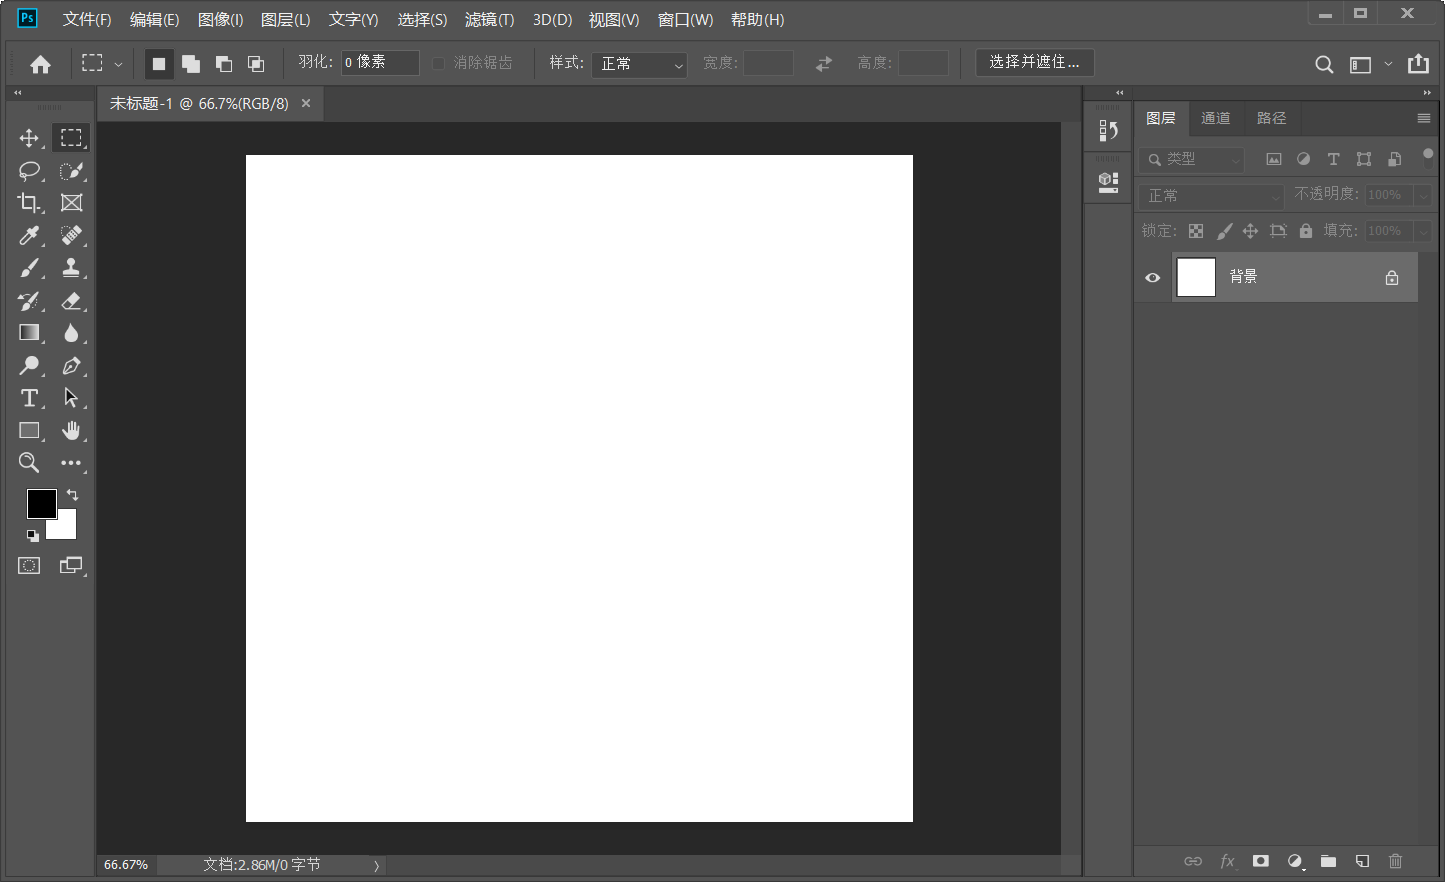 Ps 文件(F) 编辑(E) 图像(I) 图层(L) 文字(Y) 选择(S) 滤镜(T) 3D(D) 视图(V) 窗口(W) 帮助(H)
羽化: 0 像素 消除锯齿 样式: 正常 宽度: 高度: 选择并遮住...
未标题-1 @ 66.7%(RGB/8)
图层 通道 路径
类型
正常 不透明度: 100%
锁定: 填充: 100%
背景
66.67% 文档:2.86M/0 字节
fx